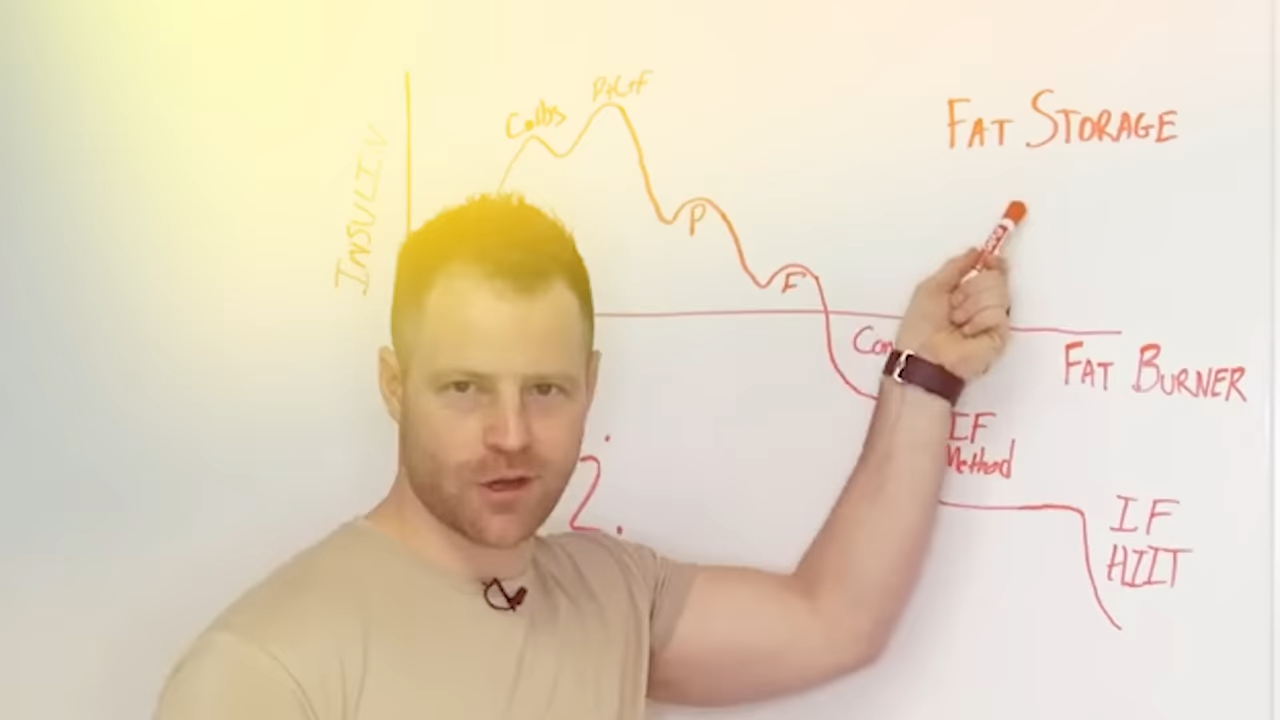 INSULIN
Carbs
P+C+F
P
F
FAT STORAGE
FAT BURNER
IF
Method
IF
HIIT
2.